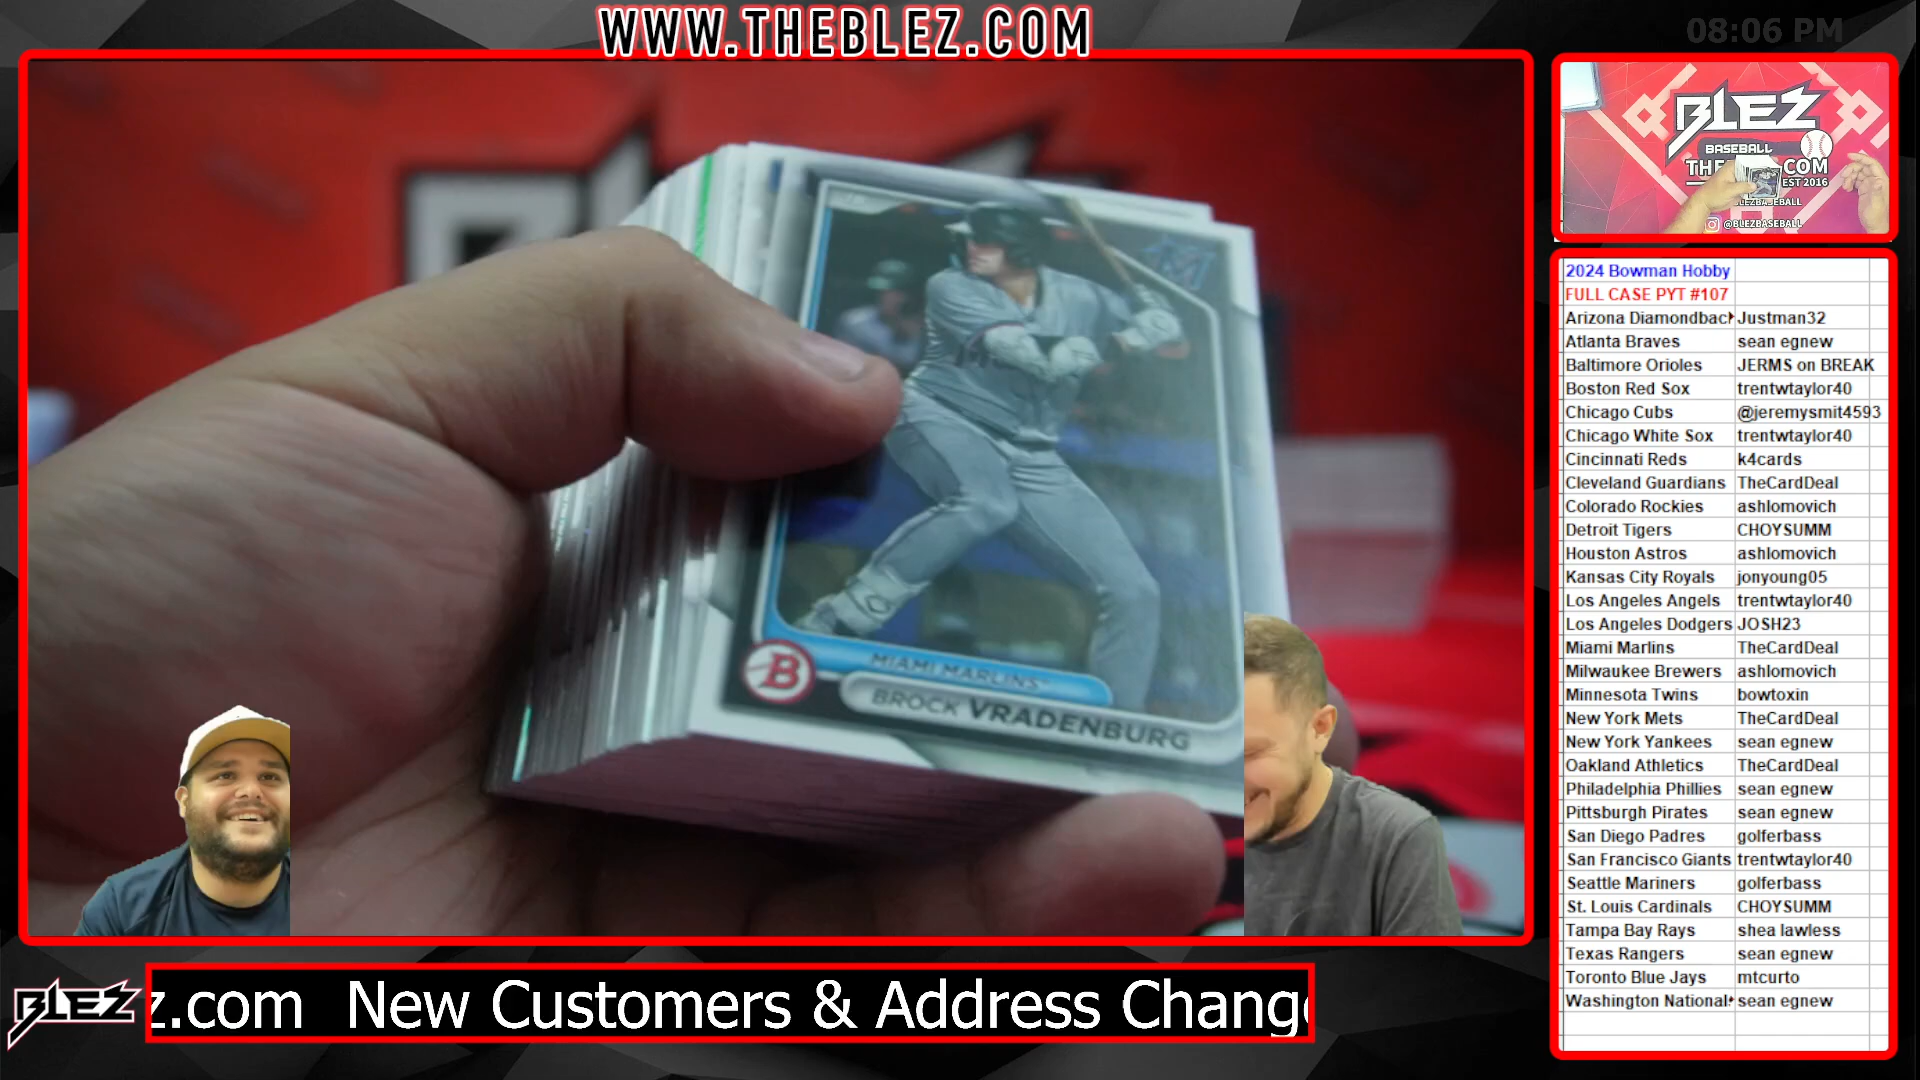 WWW.THEBLEZ.COM
08:06 PM
BLEZ
BASEBALL
COM
EST 2016
@BLEZBASEBALL
MIAMI MARLINS
BROCK VRADENBURG
B
2024 Bowman Hobby
FULL CASE PYT #107
Arizona Diamondbac Justman32
Atlanta Braves sean egnew
Baltimore Orioles JERMS on BREAK
Boston Red Sox trentwtaylor40
Chicago Cubs @jeremysmit4593
Chicago White Sox trentwtaylor40
Cincinnati Reds k4cards
Cleveland Guardians TheCardDeal
Colorado Rockies ashlomovich
Detroit Tigers CHOYSUMM
Houston Astros ashlomovich
Kansas City Royals jonyoung05
Los Angeles Angels trentwtaylor40
Los Angeles Dodgers JOSH23
Miami Marlins TheCardDeal
Milwaukee Brewers ashlomovich
Minnesota Twins bowtoxin
New York Mets TheCardDeal
New York Yankees sean egnew
Oakland Athletics TheCardDeal
Philadelphia Phillies sean egnew
Pittsburgh Pirates sean egnew
San Diego Padres golferbass
San Francisco Giants trentwtaylor40
Seattle Mariners golferbass
St. Louis Cardinals CHOYSUMM
Tampa Bay Rays shea lawless
Texas Rangers sean egnew
Toronto Blue Jays mtcurto
Washington National sean egnew
BLEZ
z.com New Customers & Address Chang